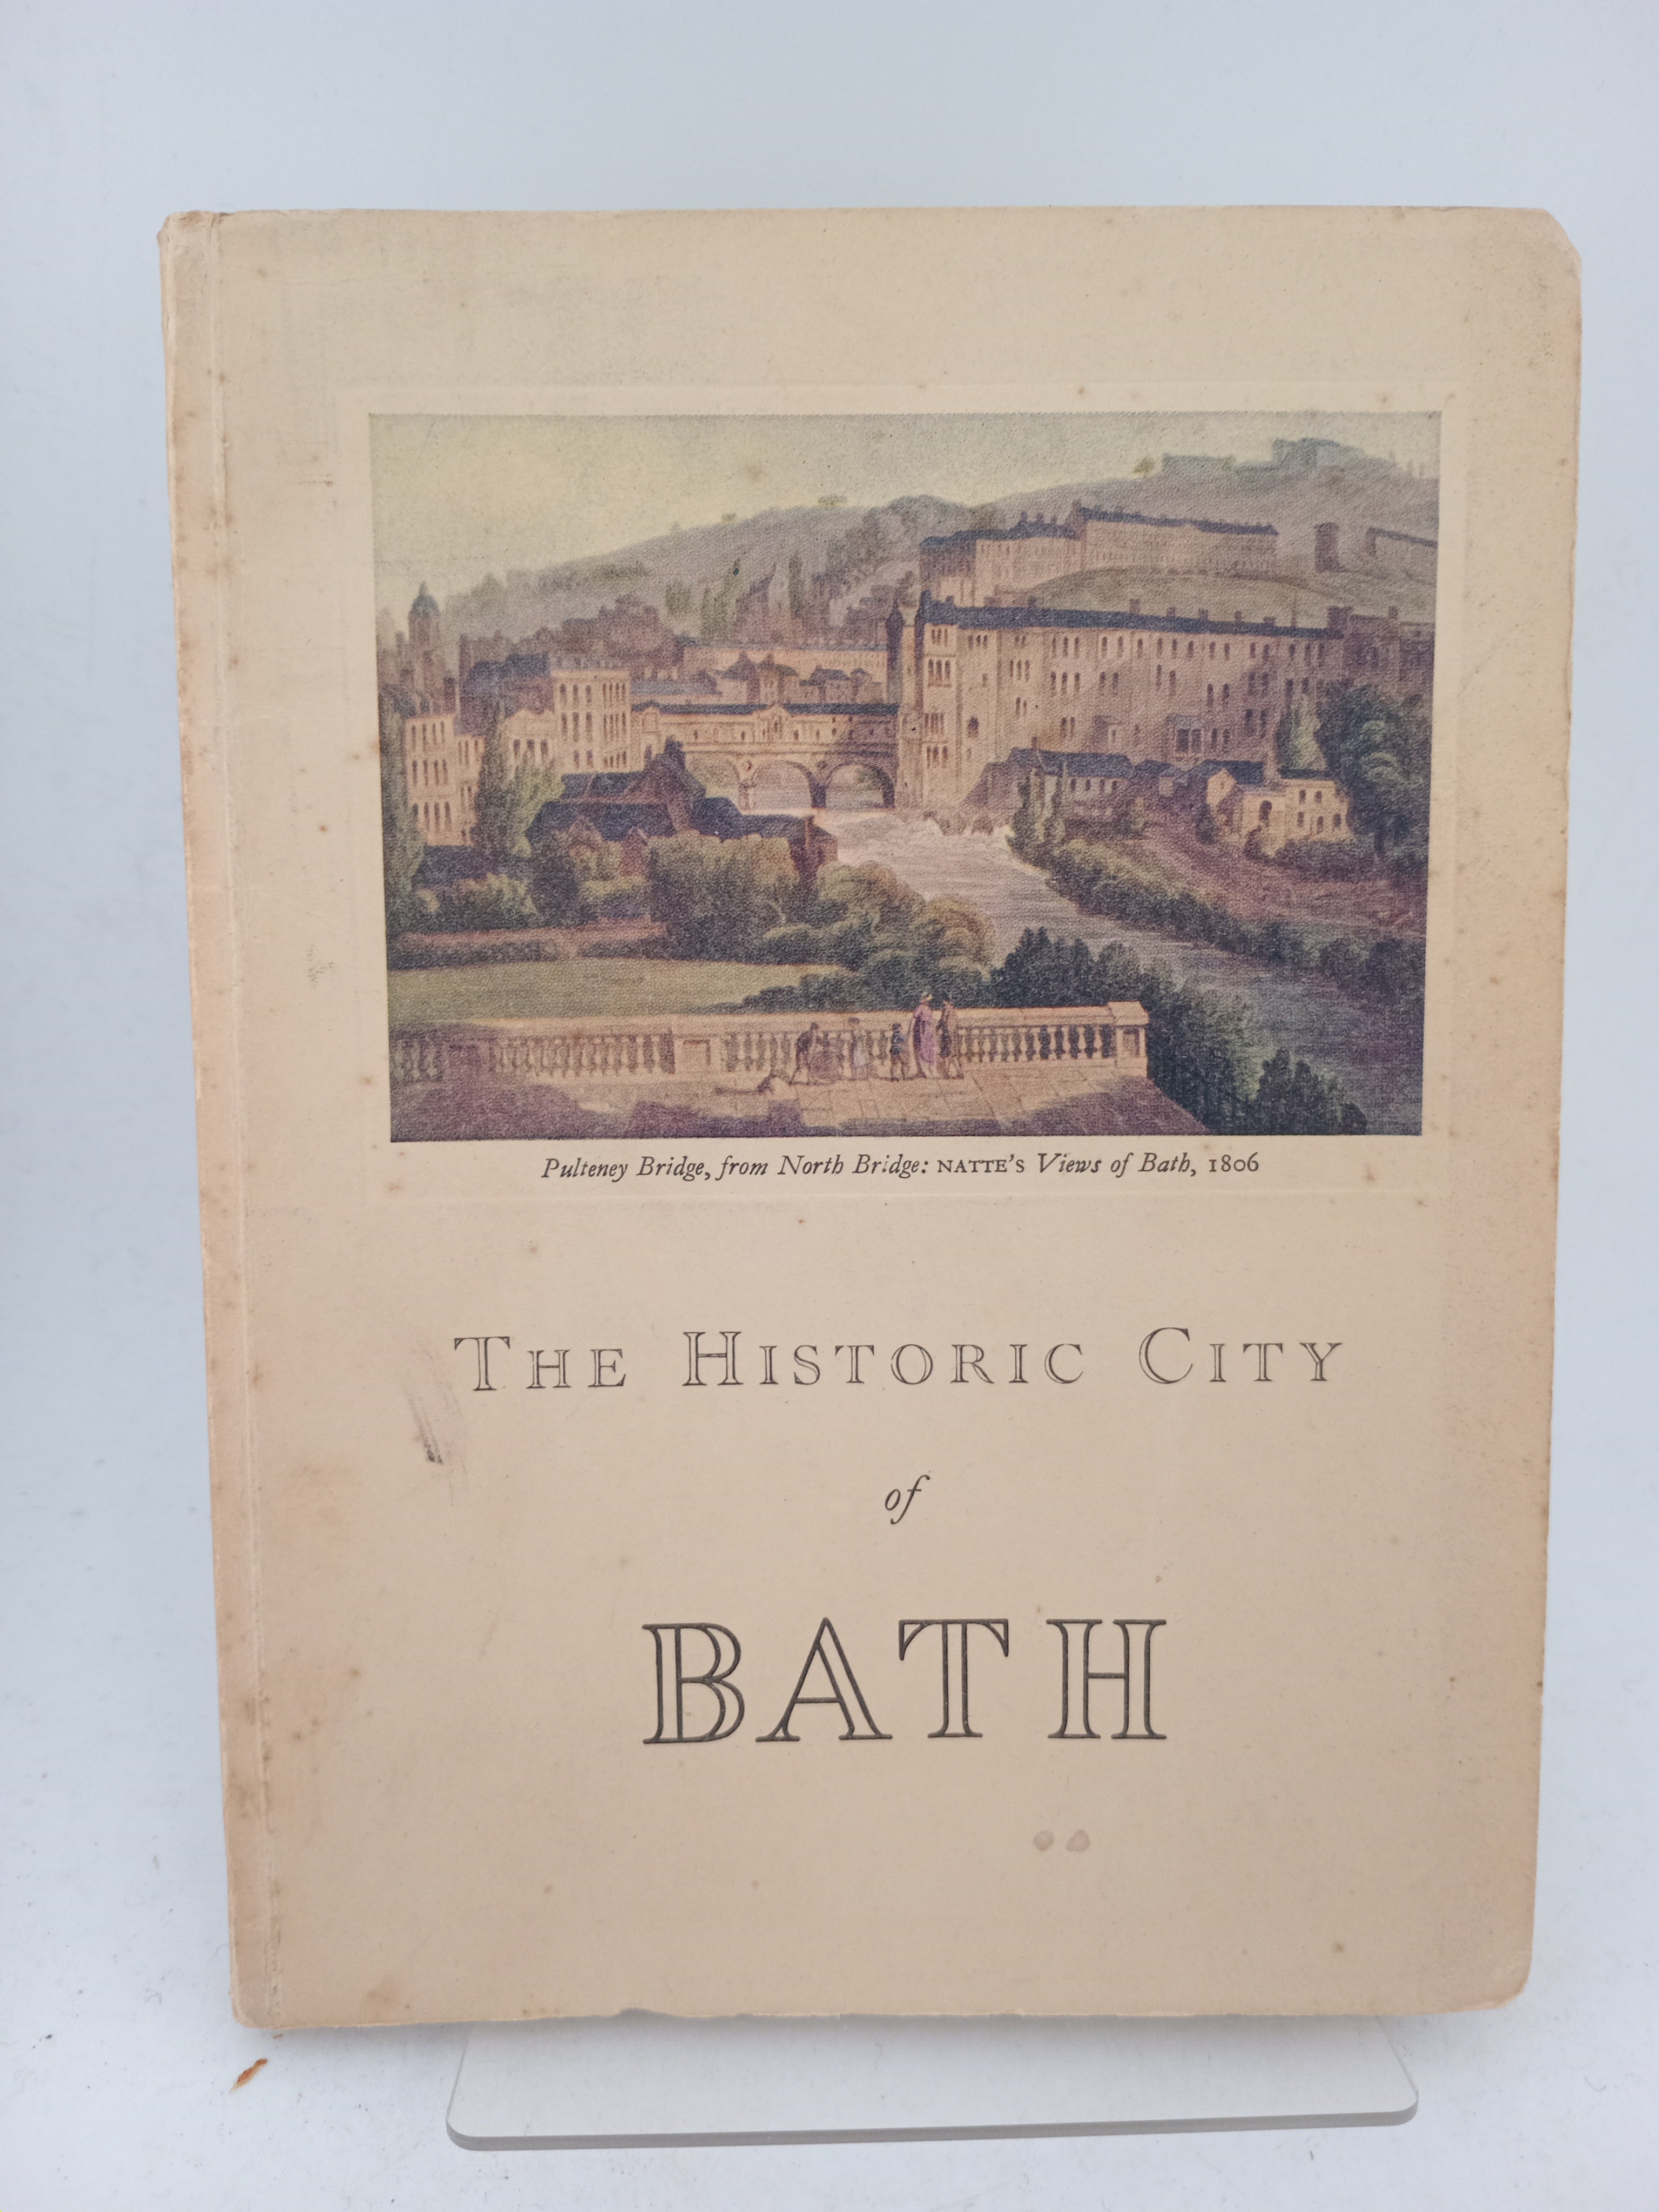 Pulteney Bridge, from North Bridge: NATTE'S Views of Bath, 1806
THE HISTORIC CITY
of
BATH